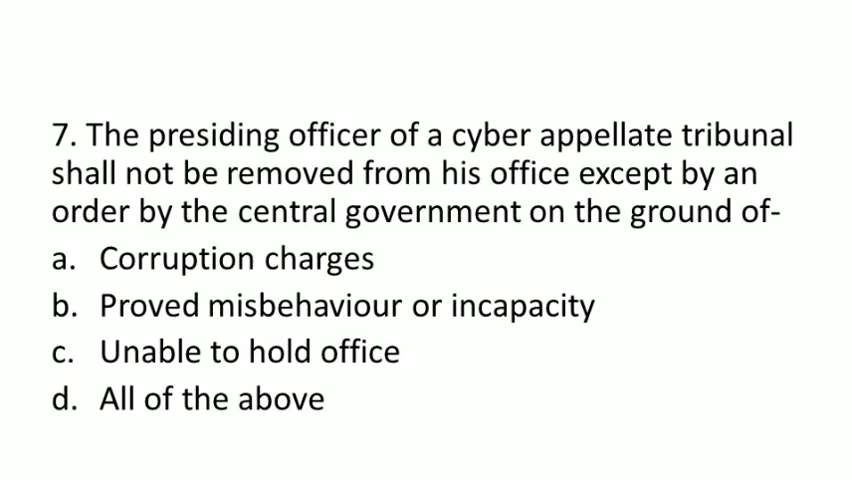 7. The presiding officer of a cyber appellate tribunal
shall not be removed from his office except by an
order by the central government on the ground of-
a. Corruption charges
b. Proved misbehaviour or incapacity
c. Unable to hold office
d. All of the above